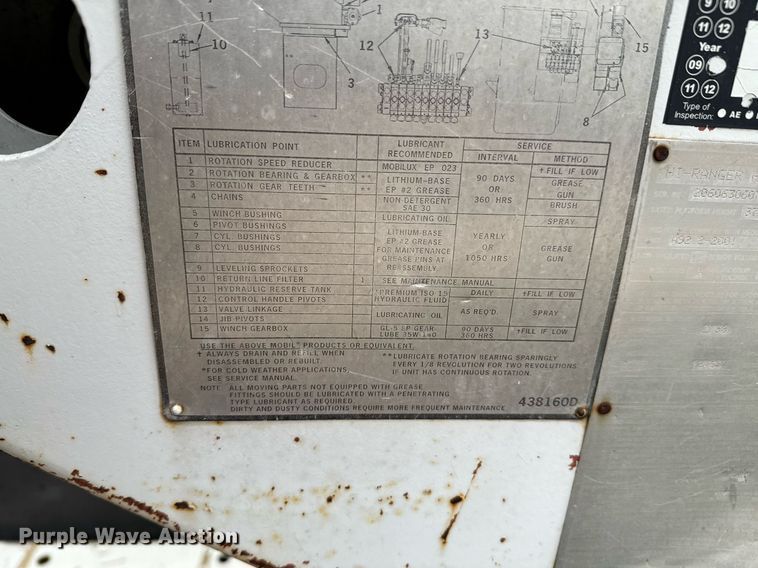 11
10
1
3
12
13
15
8
9 10
11 12
Year
09
11 12
Type of
Inspection: AE
HI-RANGER
ITEM LUBRICATION POINT LUBRICANT RECOMMENDED SERVICE
INTERVAL METHOD
1 ROTATION SPEED REDUCER MOBILUX EP 023 +FILL IF LOW
2 ROTATION BEARING & GEARBOX ** LITHIUM-BASE 90 DAYS GREASE
3 ROTATION GEAR TEETH ** EP #2 GREASE OR GUN
4 CHAINS NON DETERGENT SAE 30 360 HRS BRUSH
5 WINCH BUSHING LUBRICATING OIL SPRAY
6 PIVOT BUSHINGS LITHIUM-BASE YEARLY
7 CYL. BUSHINGS EP #2 GREASE OR GREASE
8 CYL. BUSHINGS FOR MAINTENANCE 1050 HRS GUN
GREASE PINS AT
9 LEVELING SPROCKETS REASSEMBLY
10 RETURN LINE FILTER SEE MAINTENANCE MANUAL
11 HYDRAULIC RESERVE TANK PREMIUM ISO 15 DAILY +FILL IF LOW
12 CONTROL HANDLE PIVOTS HYDRAULIC FLUID
13 VALVE LINKAGE LUBRICATING OIL AS REQ'D. SPRAY
14 JIB PIVOTS
15 WINCH GEARBOX GL-5 EP GEAR 90 DAYS +FILL IF LOW
LUBE 360 HRS
USE THE ABOVE MOBIL PRODUCTS OR EQUIVALENT.
+ ALWAYS DRAIN AND REFILL WHEN
DISASSEMBLED OR REBUILT.
*FOR COLD WEATHER APPLICATIONS,
SEE SERVICE MANUAL.
**LUBRICATE ROTATION BEARING SPARINGLY
EVERY 1/8 REVOLUTION FOR TWO REVOLUTIONS
IF UNIT HAS CONTINUOUS ROTATION.
NOTE: ALL MOVING PARTS NOT EQUIPPED WITH GREASE
FITTINGS SHOULD BE LUBRICATED WITH A PENETRATING
TYPE LUBRICANT AS REQUIRED.
DIRTY AND DUSTY CONDITIONS REQUIRE MORE FREQUENT MAINTENANCE
438160D
Purple Wave Auction